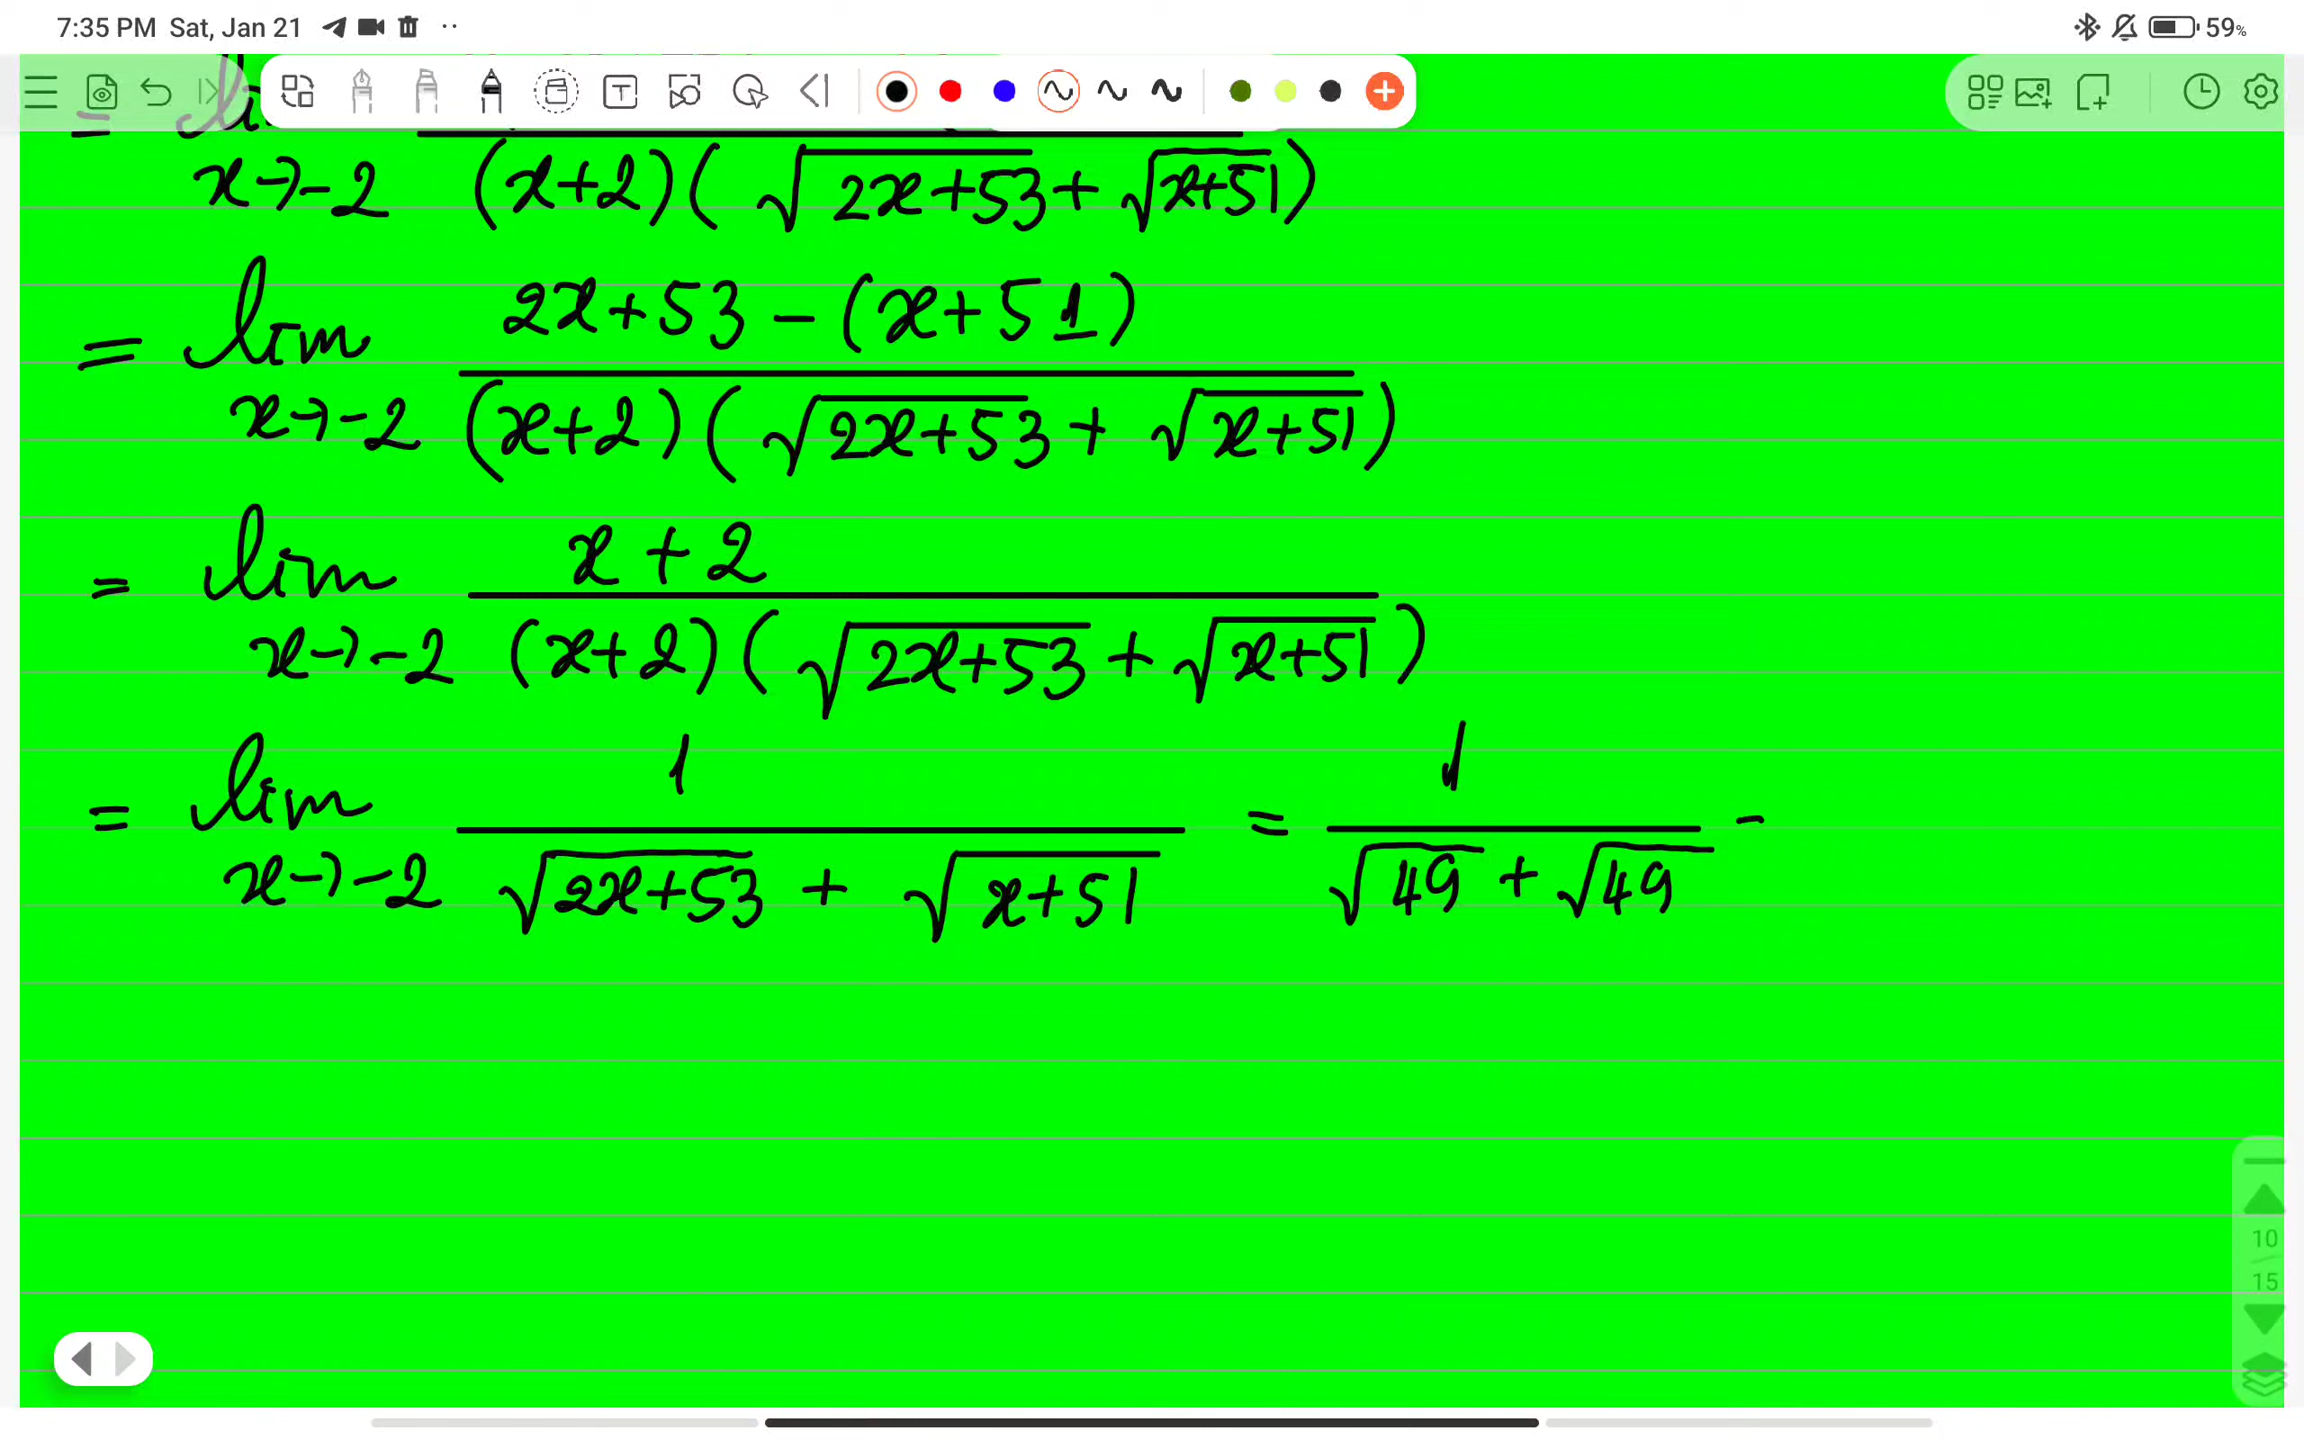 7:35 PM Sat, Jan 21 59%
= lim
x→-2 (x+2)(√2x+53+√x+51)
2x+53-(x+51)
= lim
x→-2 (x+2)(√2x+53+√x+51)
x+2
= lim
x→-2 (x+2)(√2x+53+√x+51)
1 1
= lim = -
x→-2 √2x+53 + √x+51 √49+√49
10
15